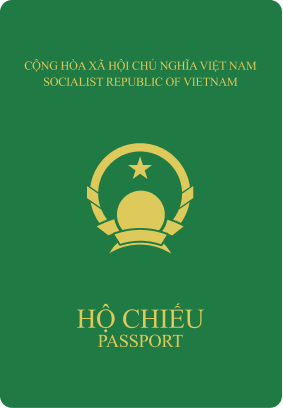 CỘNG HÒA XÃ HỘI CHỦ NGHĨA VIỆT NAM
SOCIALIST REPUBLIC OF VIETNAM
HỘ CHIẾU
PASSPORT